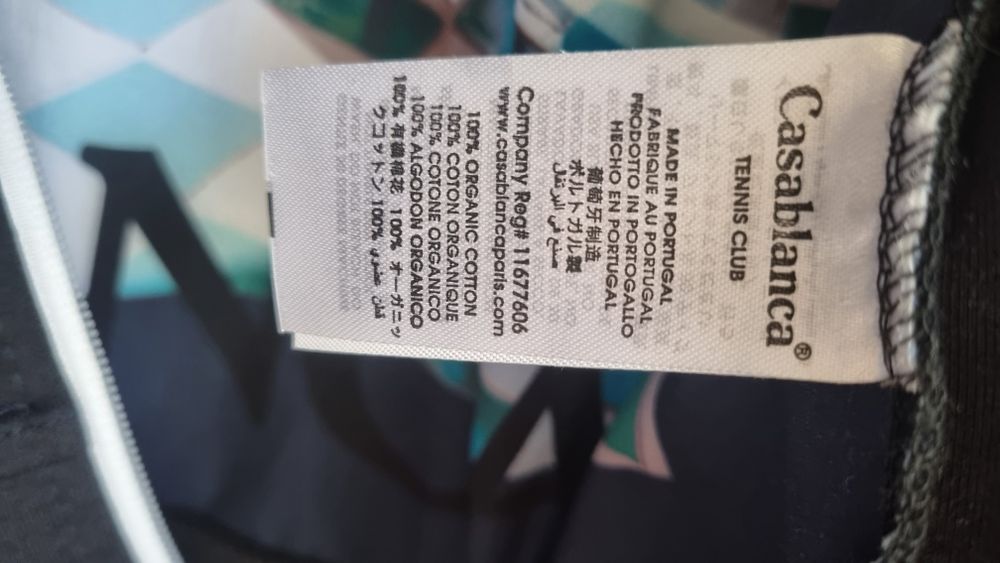 Casablanca®
TENNIS CLUB
MADE IN PORTUGAL
FABRIQUE AU PORTUGAL
PRODOTTO IN PORTOGALLO
HECHO EN PORTUGAL
葡萄牙制造
ポルトガル製
صنع في البرتغال
Company Reg# 11677606
www.casablancaparis.com
100% ORGANIC COTTON
100% COTON ORGANIQUE
100% COTONE ORGANICO
100% ALGODON ORGANICO
100% 有機棉花 100% オーガニッ
クコットン 100% قطن عضوي